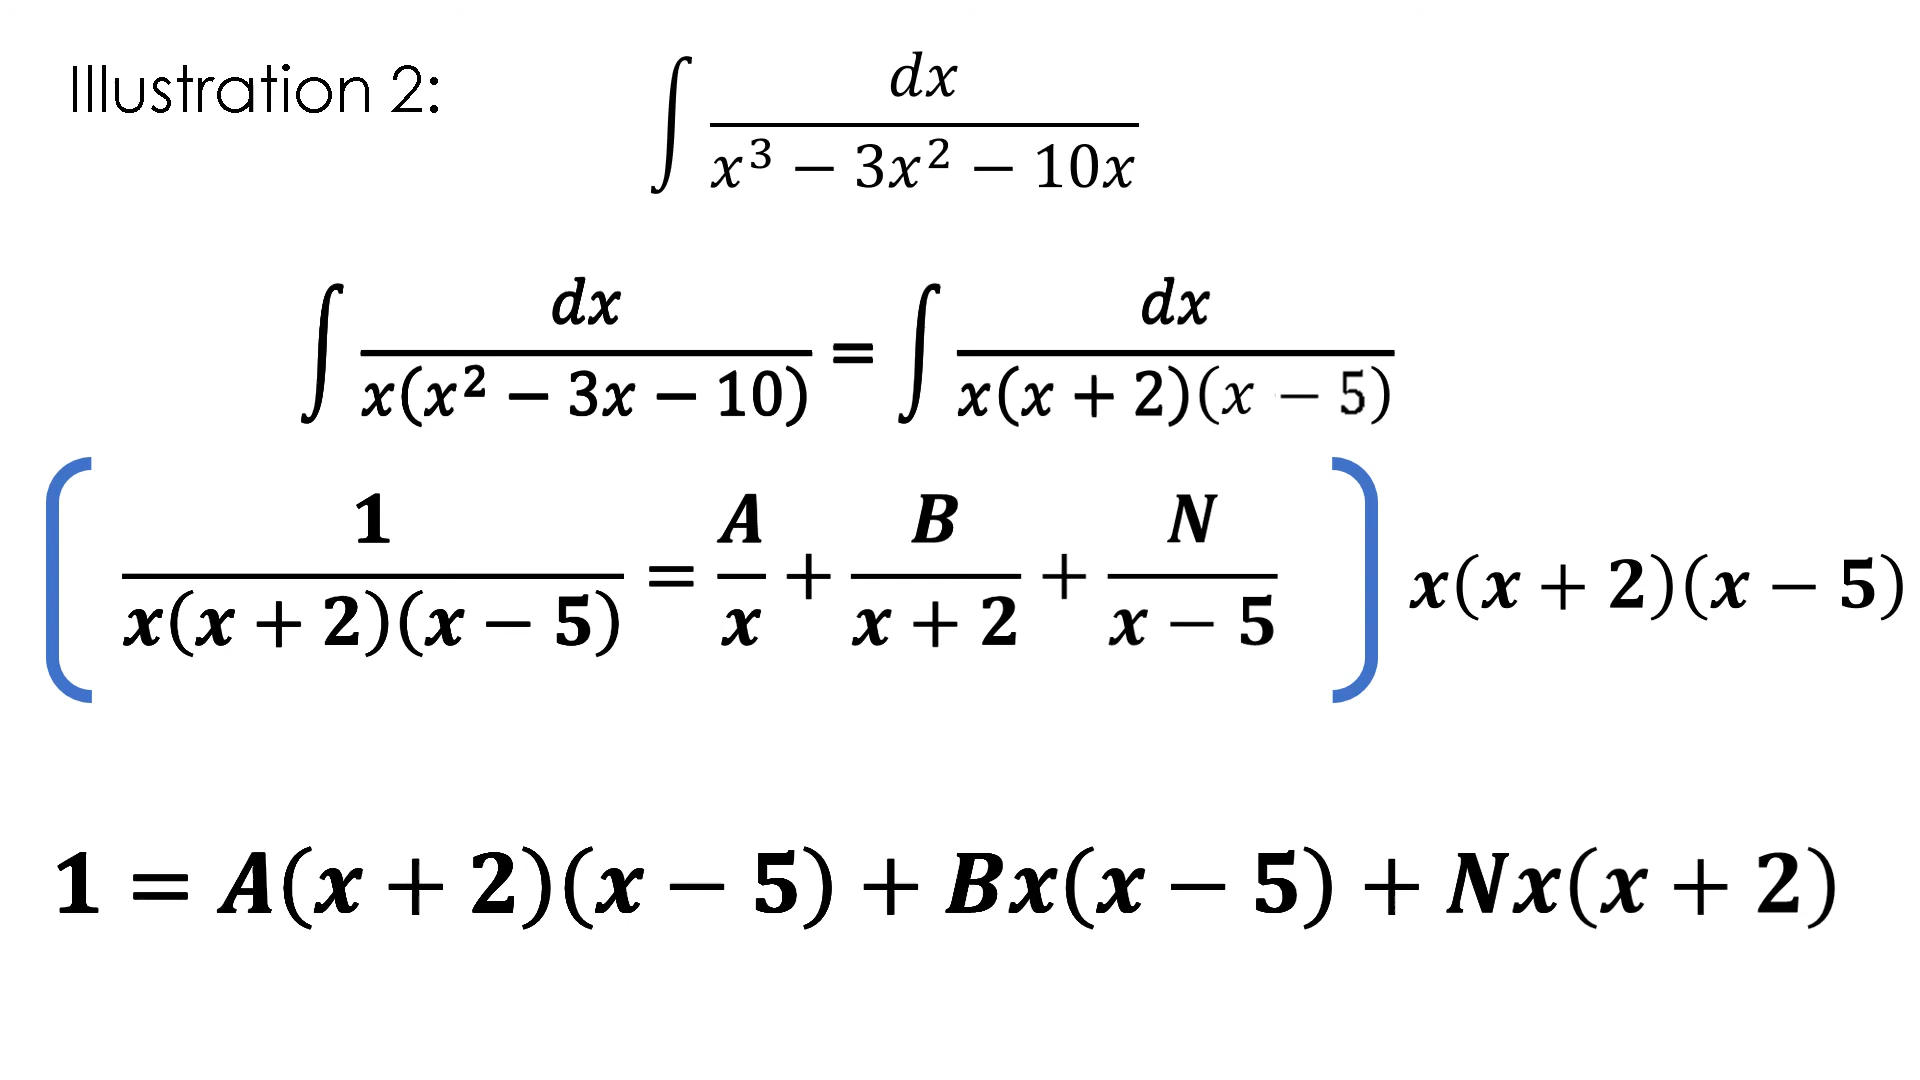 Illustration 2: ∫ dx / (x³ − 3x² − 10x)
∫ dx / x(x² − 3x − 10) = ∫ dx / x(x + 2)(x − 5)
( 1 / x(x + 2)(x − 5) = A / x + B / (x + 2) + N / (x − 5) ) x(x + 2)(x − 5)
1 = A(x + 2)(x − 5) + Bx(x − 5) + Nx(x + 2)